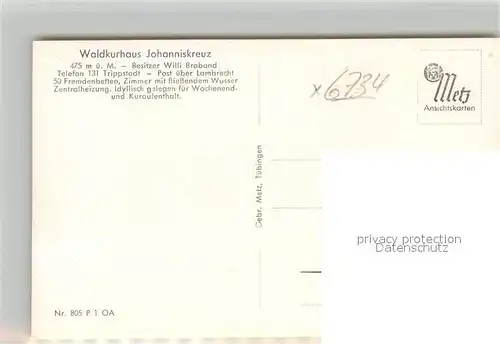 Waldkurhaus Johanniskreuz
475 m ü. M. – Besitzer Willi Braband
Telefon 131 Trippstadt – Post über Lambrecht
50 Fremdenbetten, Zimmer mit fließendem Wasser
Zentralheizung. Idyllisch gelegen für Wochenend-
und Kuraufenthalt.
x 6734
Metz
Ansichtskarten
Gebr. Metz, Tübingen
privacy protection
Nr. 805 P 1 OA